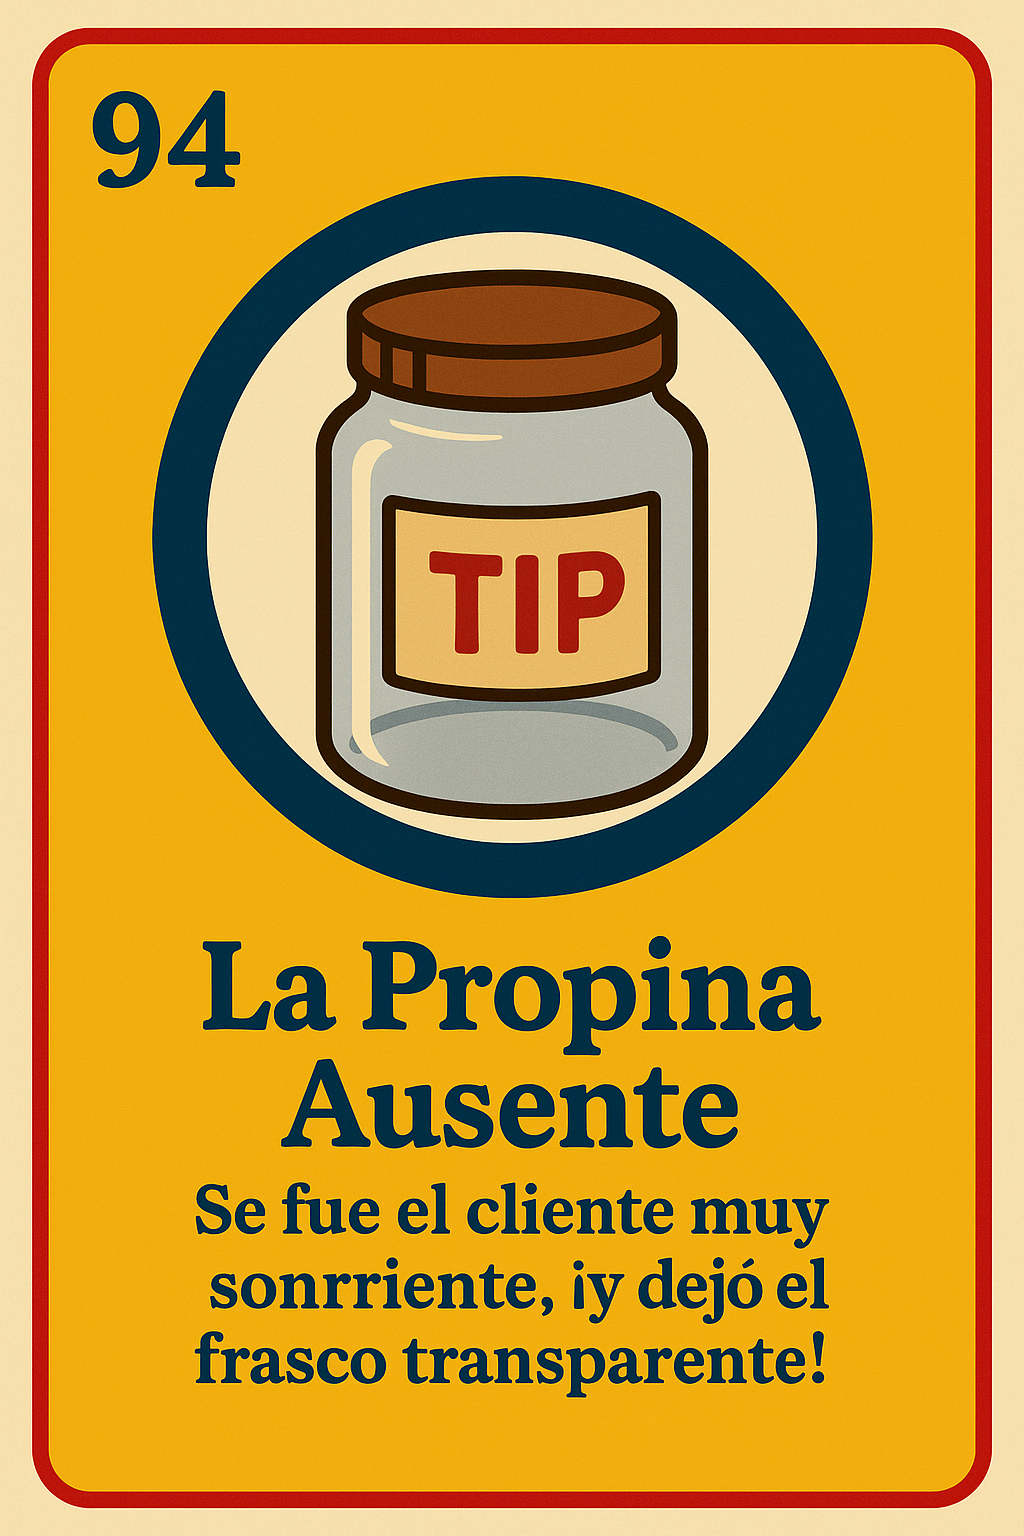 94
TIP
La Propina
Ausente
Se fue el cliente muy
sonrriente, ¡y dejó el
frasco transparente!